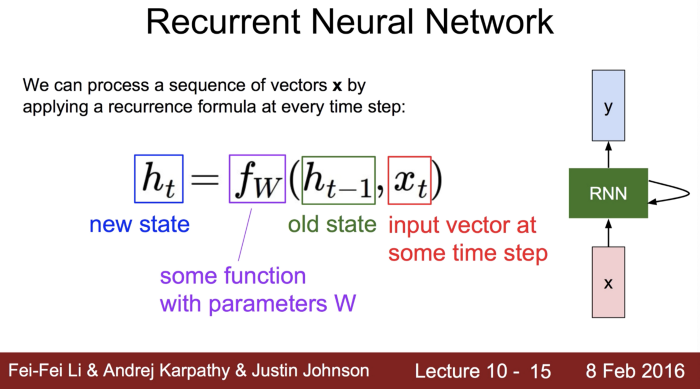 Recurrent Neural Network
We can process a sequence of vectors x by
applying a recurrence formula at every time step:
y
h_t = f_W(h_{t-1}, x_t)
RNN
new state
old state
input vector at
some time step
some function
with parameters W
x
Fei-Fei Li & Andrej Karpathy & Justin Johnson
Lecture 10 - 15
8 Feb 2016